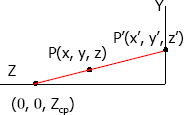 Y
P'(x', y', z')
P(x, y, z)
Z
(0, 0, Zcp)